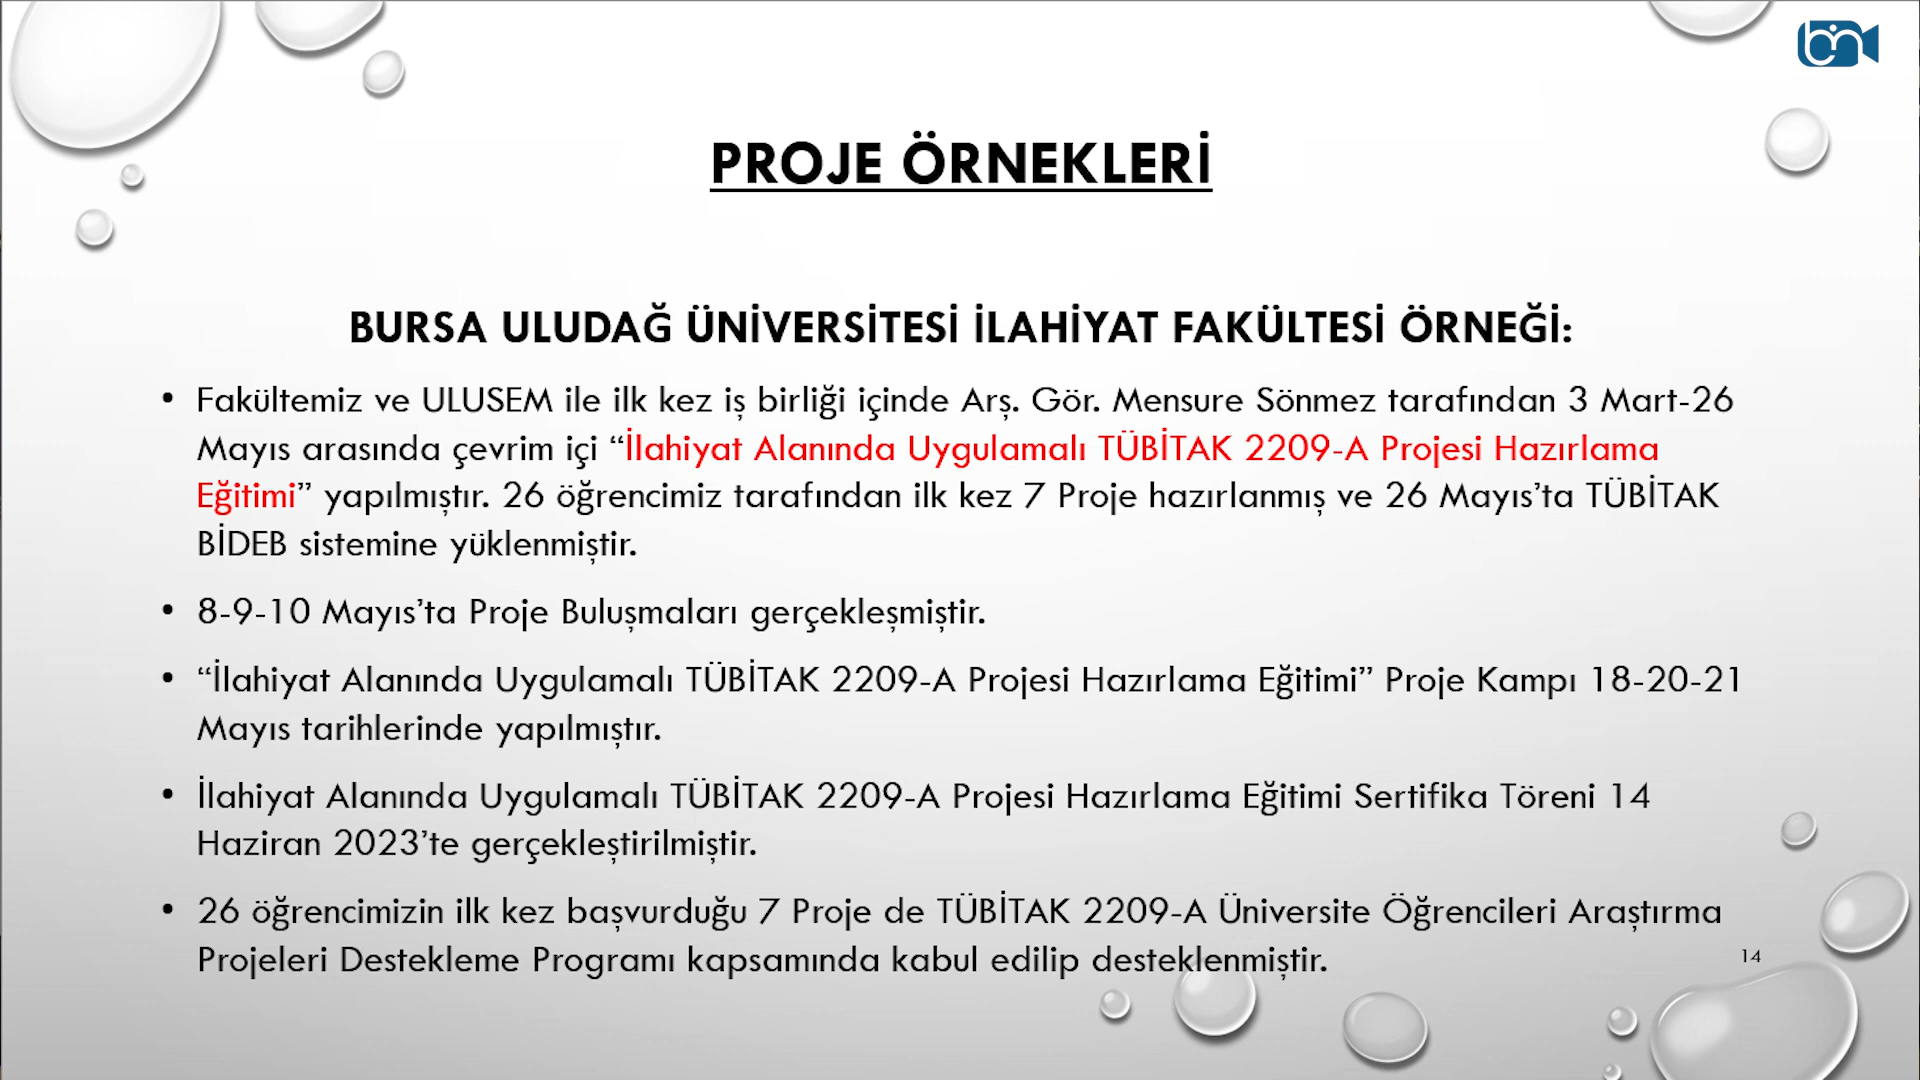 PROJE ÖRNEKLERİ
BURSA ULUDAĞ ÜNİVERSİTESİ İLAHİYAT FAKÜLTESİ ÖRNEĞİ:
• Fakültemiz ve ULUSEM ile ilk kez iş birliği içinde Arş. Gör. Mensure Sönmez tarafından 3 Mart-26
Mayıs arasında çevrim içi “İlahiyat Alanında Uygulamalı TÜBİTAK 2209-A Projesi Hazırlama
Eğitimi” yapılmıştır. 26 öğrencimiz tarafından ilk kez 7 Proje hazırlanmış ve 26 Mayıs’ta TÜBİTAK
BİDEB sistemine yüklenmiştir.
• 8-9-10 Mayıs’ta Proje Buluşmaları gerçekleşmiştir.
• “İlahiyat Alanında Uygulamalı TÜBİTAK 2209-A Projesi Hazırlama Eğitimi” Proje Kampı 18-20-21
Mayıs tarihlerinde yapılmıştır.
• İlahiyat Alanında Uygulamalı TÜBİTAK 2209-A Projesi Hazırlama Eğitimi Sertifika Töreni 14
Haziran 2023’te gerçekleştirilmiştir.
• 26 öğrencimizin ilk kez başvurduğu 7 Proje de TÜBİTAK 2209-A Üniversite Öğrencileri Araştırma
Projeleri Destekleme Programı kapsamında kabul edilip desteklenmiştir.
14